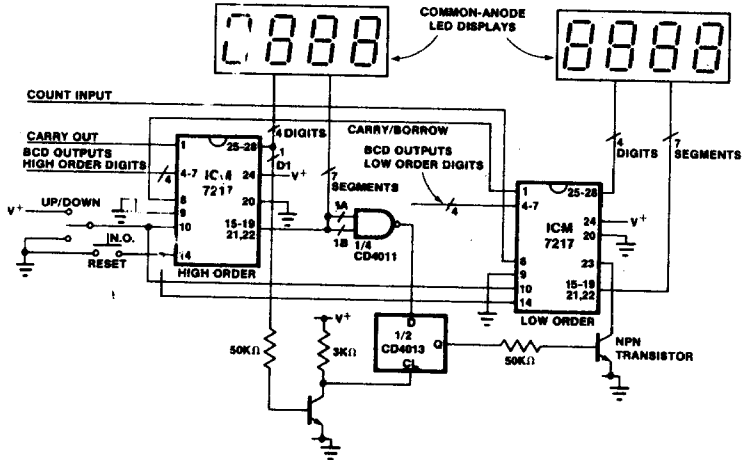 COMMON-ANODE
LED DISPLAYS
COUNT INPUT
CARRY OUT
BCD OUTPUTS
HIGH ORDER DIGITS
4
UP/DOWN
V+
N.O.
RESET
1
4-7
8
9
10
14
ICM
7217
25-28
24
V+
20
15-19
21,22
HIGH ORDER
4 DIGITS
1
D1
7
SEGMENTS
CARRY/BORROW
BCD OUTPUTS
LOW ORDER DIGITS
4
1A
1B
1/4
CD4011
1
4-7
8
9
10
14
ICM
7217
25-28
24
V+
20
23
15-19
21,22
LOW ORDER
4
DIGITS
7
SEGMENTS
50KΩ
V+
3KΩ
D
1/2
CD4013
Q
CL
50KΩ
NPN
TRANSISTOR